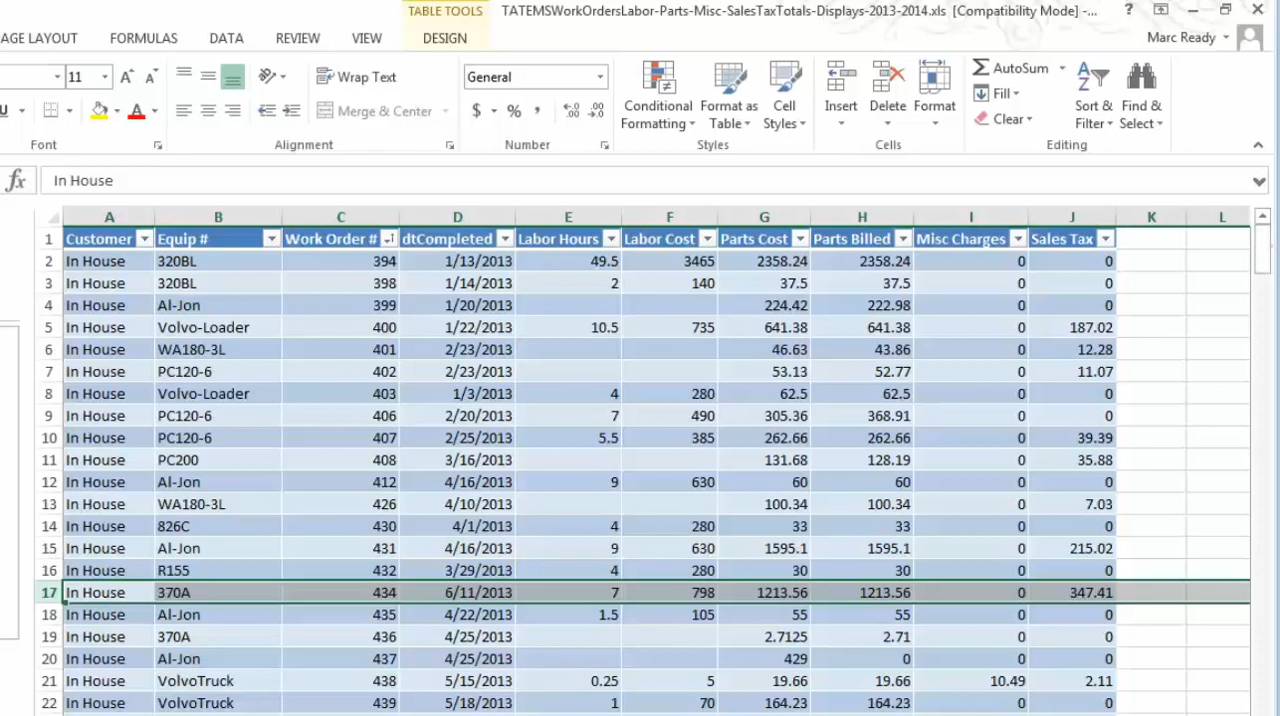 TABLE TOOLS TATEMSWorkOrdersLabor-Parts-Misc-SalesTaxTotals-Displays-2013-2014.xls [Compatibility Mode] -... ?
AGE LAYOUT FORMULAS DATA REVIEW VIEW DESIGN Marc Ready
11 A A Wrap Text General AutoSum
Conditional Formatting Format as Table Cell Styles Insert Delete Format Fill Sort & Filter Find & Select
U A Merge & Center $ % , .00 Clear
Font Alignment Number Styles Cells Editing
fx In House
A B C D E F G H I J K L
1 Customer Equip # Work Order # dtCompleted Labor Hours Labor Cost Parts Cost Parts Billed Misc Charges Sales Tax
2 In House 320BL 394 1/13/2013 49.5 3465 2358.24 2358.24 0 0
3 In House 320BL 398 1/14/2013 2 140 37.5 37.5 0 0
4 In House Al-Jon 399 1/20/2013 224.42 222.98 0 0
5 In House Volvo-Loader 400 1/22/2013 10.5 735 641.38 641.38 0 187.02
6 In House WA180-3L 401 2/23/2013 46.63 43.86 0 12.28
7 In House PC120-6 402 2/23/2013 53.13 52.77 0 11.07
8 In House Volvo-Loader 403 1/3/2013 4 280 62.5 62.5 0 0
9 In House PC120-6 406 2/20/2013 7 490 305.36 368.91 0 0
10 In House PC120-6 407 2/25/2013 5.5 385 262.66 262.66 0 39.39
11 In House PC200 408 3/16/2013 131.68 128.19 0 35.88
12 In House Al-Jon 412 4/16/2013 9 630 60 60 0 0
13 In House WA180-3L 426 4/10/2013 100.34 100.34 0 7.03
14 In House 826C 430 4/1/2013 4 280 33 33 0 0
15 In House Al-Jon 431 4/16/2013 9 630 1595.1 1595.1 0 215.02
16 In House R155 432 3/29/2013 4 280 30 30 0 0
17 In House 370A 434 6/11/2013 7 798 1213.56 1213.56 0 347.41
18 In House Al-Jon 435 4/22/2013 1.5 105 55 55 0 0
19 In House 370A 436 4/25/2013 2.7125 2.71 0 0
20 In House Al-Jon 437 4/25/2013 429 0 0 0
21 In House VolvoTruck 438 5/15/2013 0.25 5 19.66 19.66 10.49 2.11
22 In House VolvoTruck 439 5/18/2013 1 70 164.23 164.23 0 0